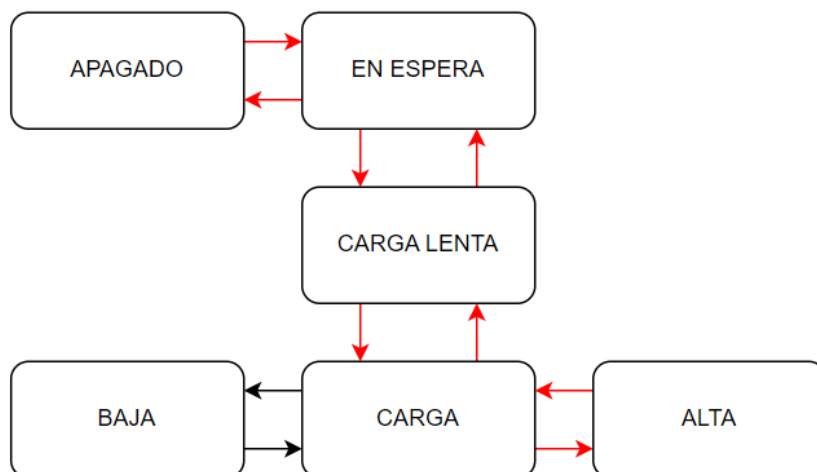 APAGADO
EN ESPERA
CARGA LENTA
BAJA
CARGA
ALTA